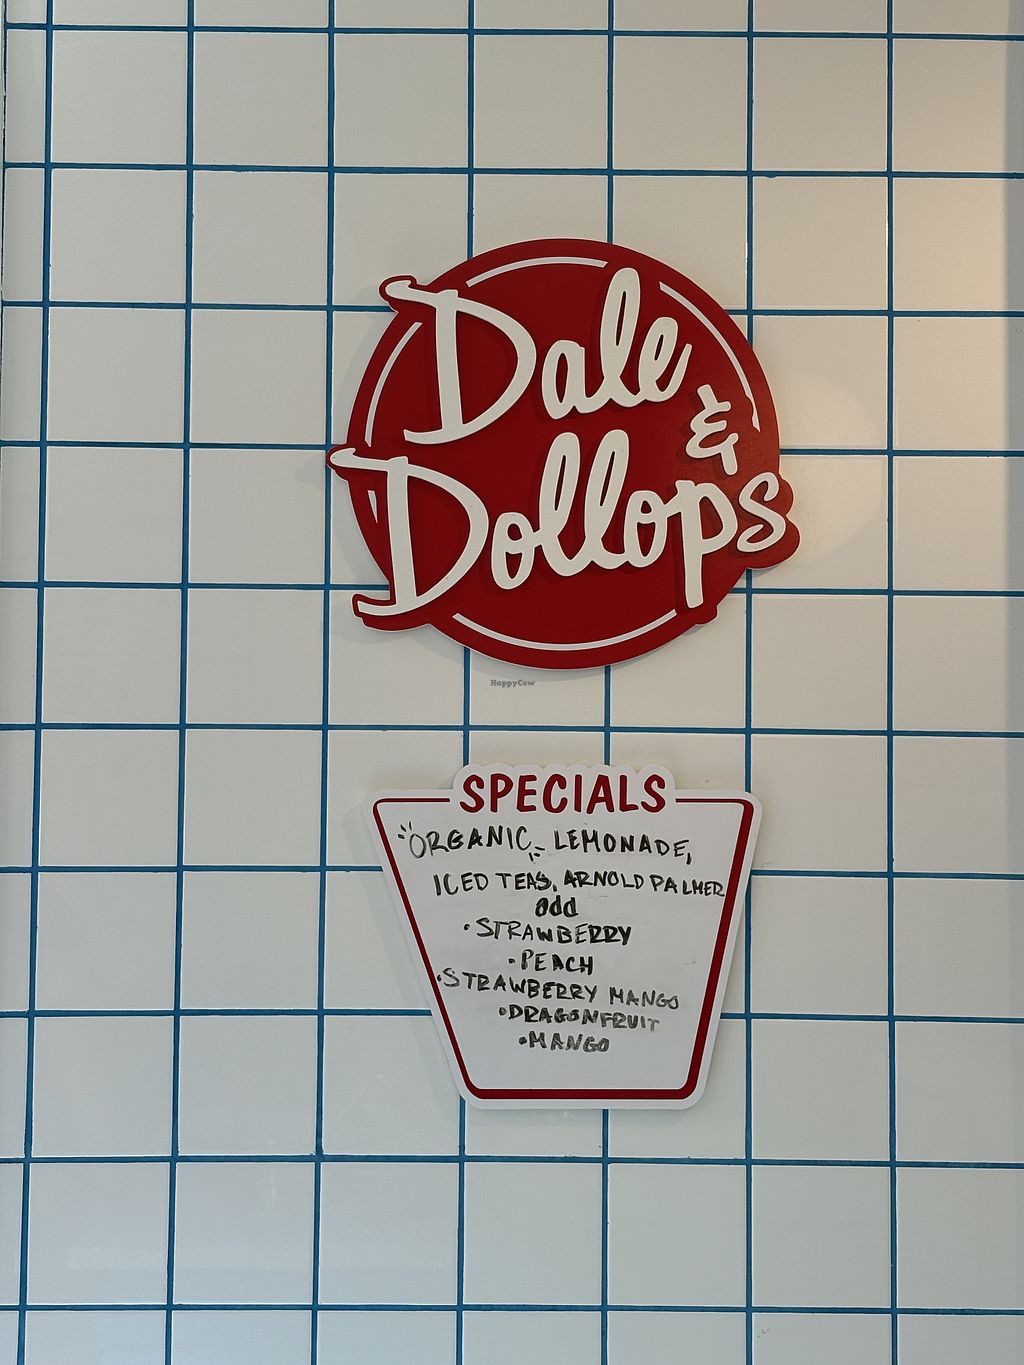 Dale
&
Dollops
HappyCow
SPECIALS
ORGANIC LEMONADE,
ICED TEAS, ARNOLD PALMER
add
• STRAWBERRY
• PEACH
• STRAWBERRY MANGO
• DRAGONFRUIT
• MANGO